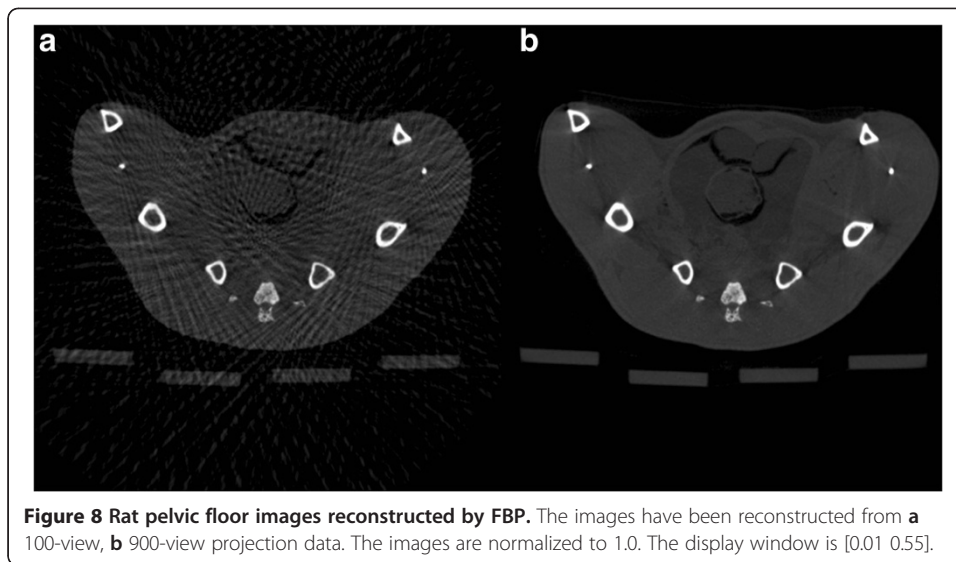 a
b
Figure 8 Rat pelvic floor images reconstructed by FBP. The images have been reconstructed from a
100-view, b 900-view projection data. The images are normalized to 1.0. The display window is [0.01 0.55].